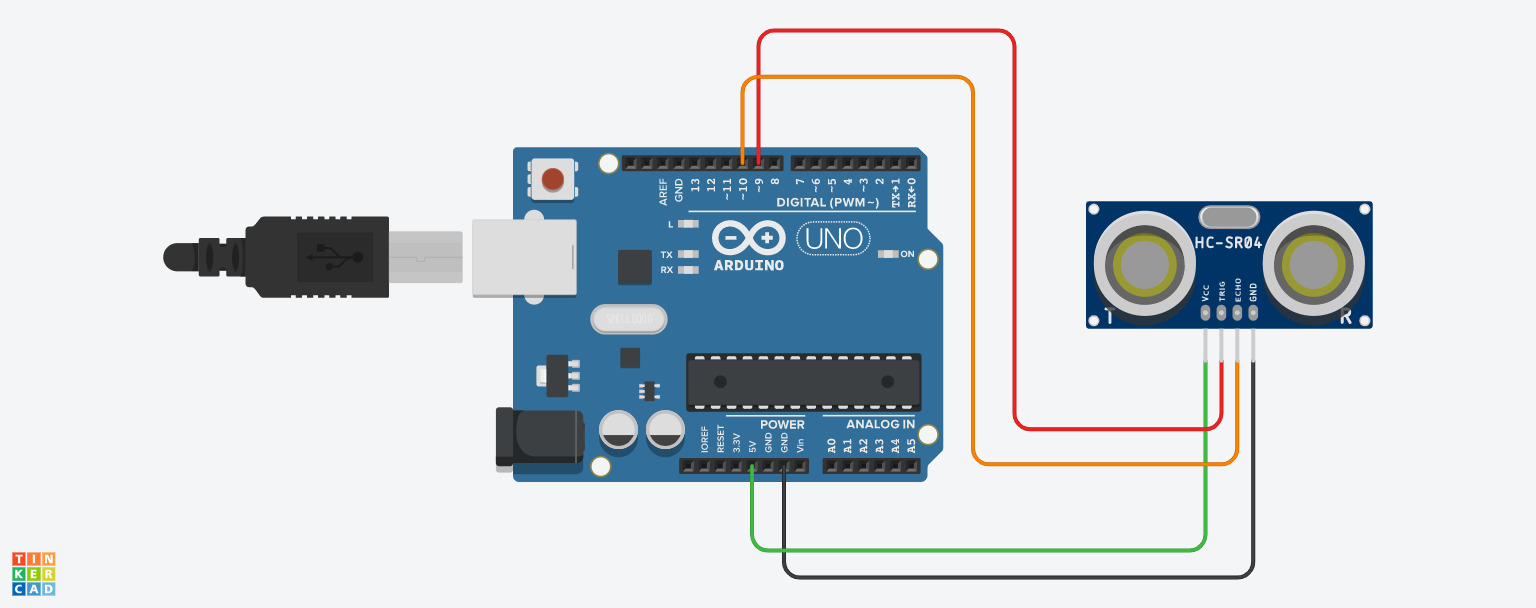 AREF
GND
13
12
~11
~10
~9
8
7
~6
~5
4
~3
2
TX→1
RX←0
DIGITAL (PWM~)
L
TX
RX
ARDUINO
UNO
ON
HC-SR04
VCC
TRIG
ECHO
GND
T
R
POWER
ANALOG IN
IOREF
RESET
3.3V
5V
GND
GND
Vin
A0
A1
A2
A3
A4
A5
TIN
KER
CAD